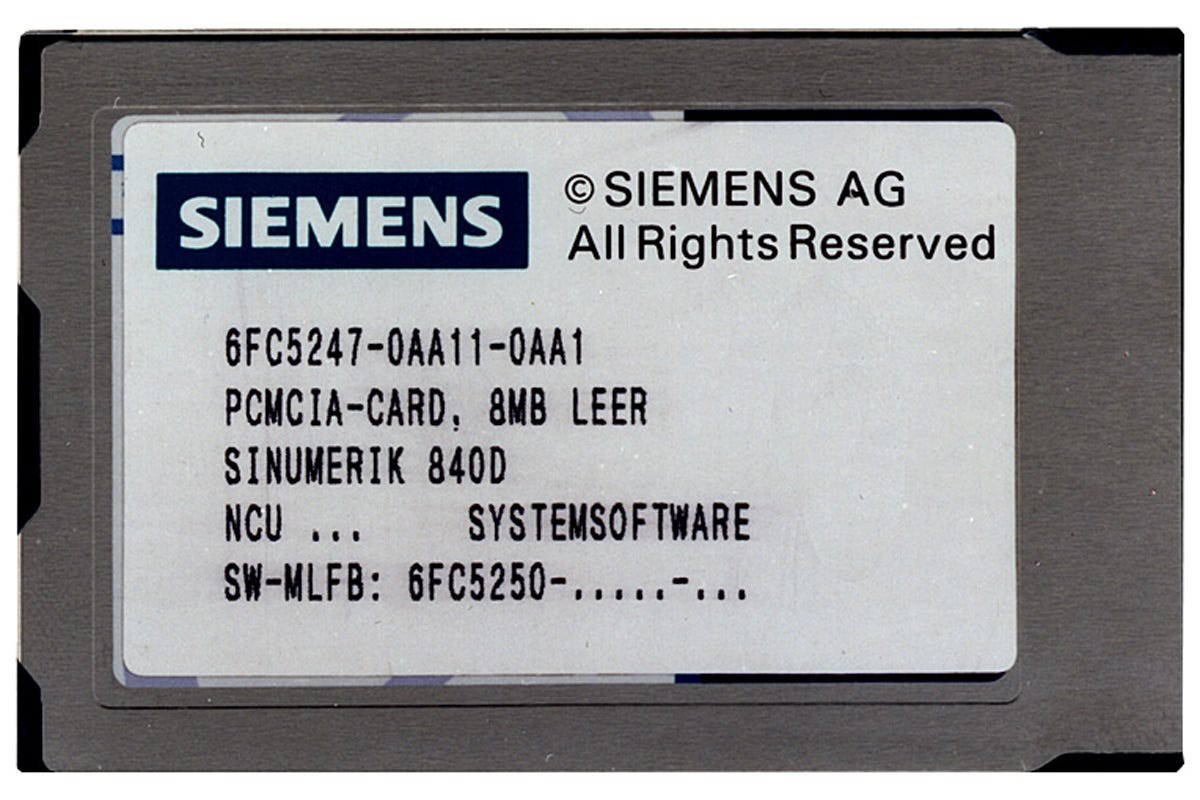 SIEMENS
© SIEMENS AG
All Rights Reserved
6FC5247-0AA11-0AA1
PCMCIA-CARD, 8MB LEER
SINUMERIK 840D
NCU ... SYSTEMSOFTWARE
SW-MLFB: 6FC5250-.....-...